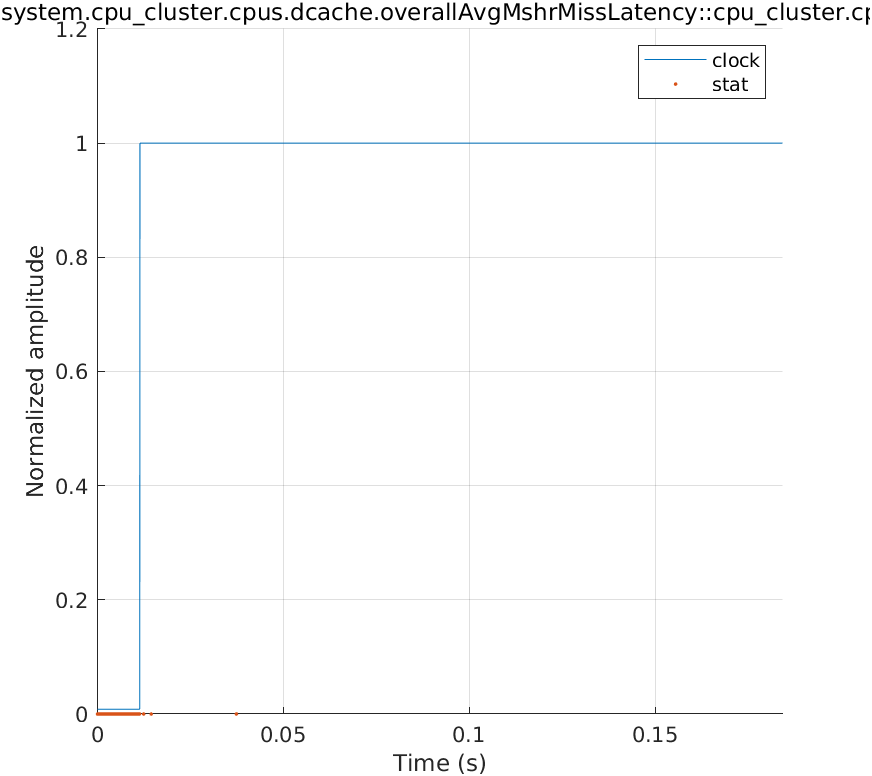 system.cpu_cluster.cpus.dcache.overallAvgMshrMissLatency::cpu_cluster.cp
1.2
clock
stat
1
0.8
0.6
0.4
0.2
0
Normalized amplitude
0
0.05
0.1
0.15
Time (s)